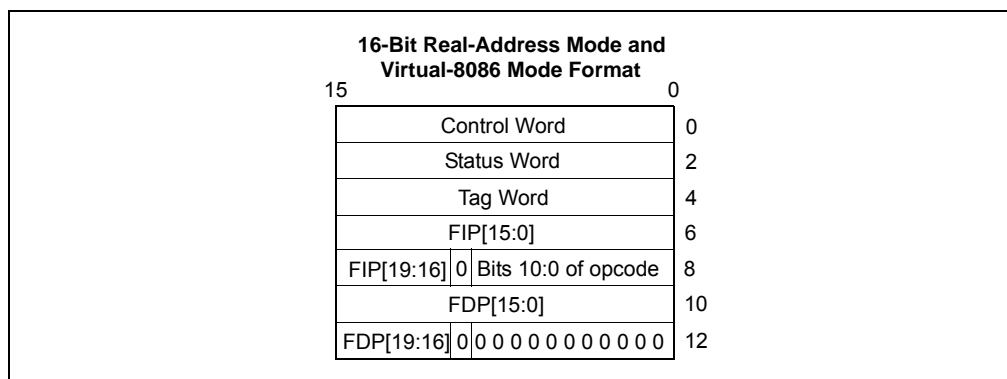 16-Bit Real-Address Mode and
Virtual-8086 Mode Format
15 0
Control Word 0
Status Word 2
Tag Word 4
FIP[15:0] 6
FIP[19:16] 0 Bits 10:0 of opcode 8
FDP[15:0] 10
FDP[19:16] 0 0 0 0 0 0 0 0 0 0 0 0 12